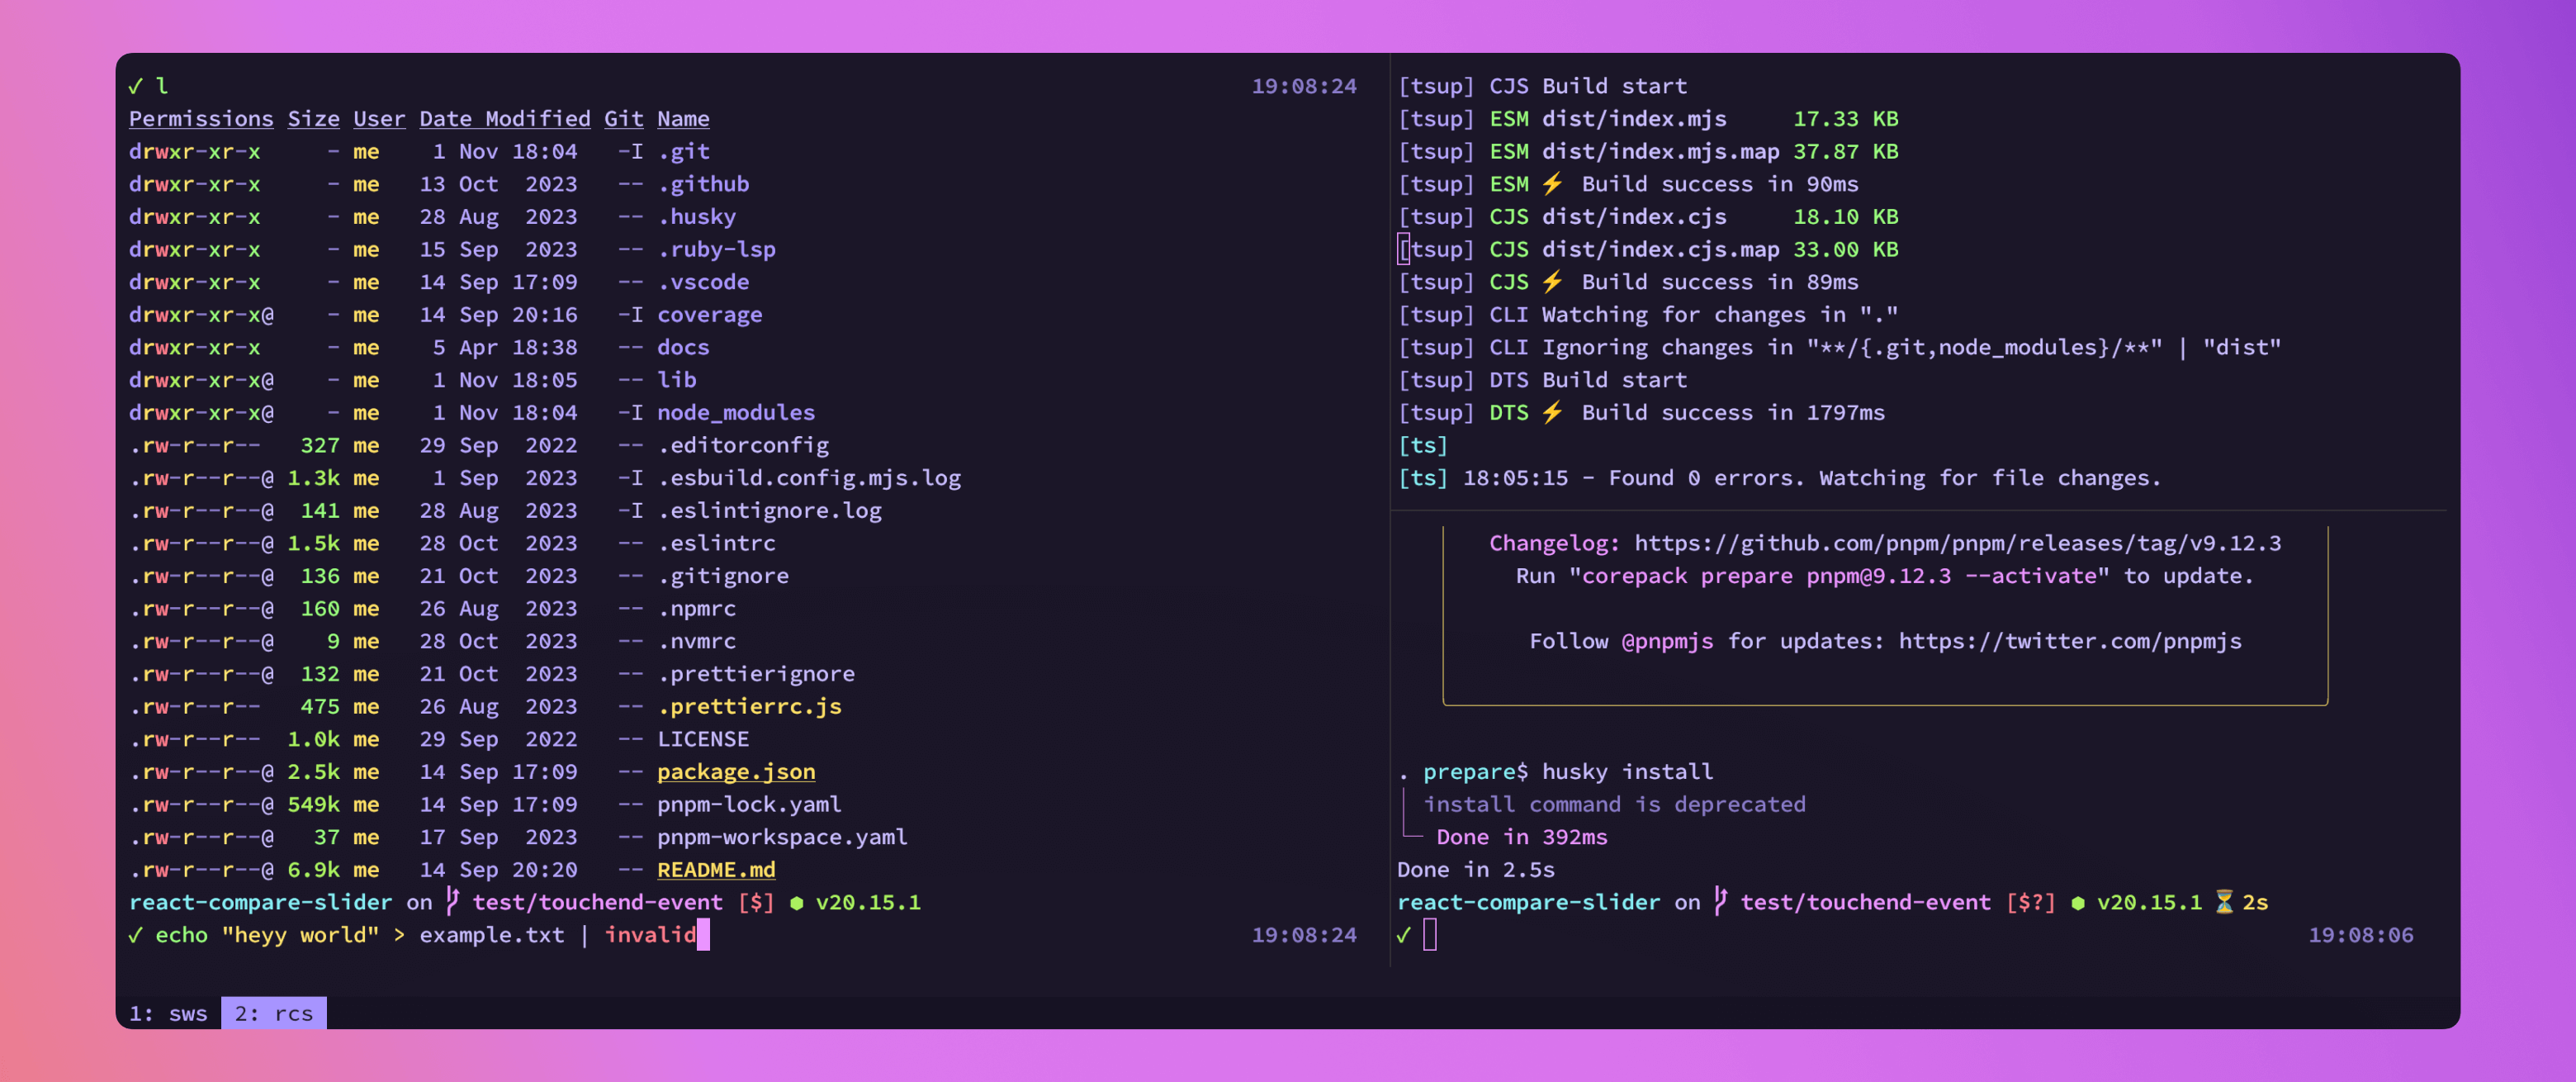 ✓ l 19:08:24
Permissions Size User Date Modified Git Name
drwxr-xr-x - me 1 Nov 18:04 -I .git
drwxr-xr-x - me 13 Oct 2023 -- .github
drwxr-xr-x - me 28 Aug 2023 -- .husky
drwxr-xr-x - me 15 Sep 2023 -- .ruby-lsp
drwxr-xr-x - me 14 Sep 17:09 -- .vscode
drwxr-xr-x@ - me 14 Sep 20:16 -I coverage
drwxr-xr-x - me 5 Apr 18:38 -- docs
drwxr-xr-x@ - me 1 Nov 18:05 -- lib
drwxr-xr-x@ - me 1 Nov 18:04 -I node_modules
.rw-r--r-- 327 me 29 Sep 2022 -- .editorconfig
.rw-r--r--@ 1.3k me 1 Sep 2023 -I .esbuild.config.mjs.log
.rw-r--r--@ 141 me 28 Aug 2023 -I .eslintignore.log
.rw-r--r--@ 1.5k me 28 Oct 2023 -- .eslintrc
.rw-r--r--@ 136 me 21 Oct 2023 -- .gitignore
.rw-r--r--@ 160 me 26 Aug 2023 -- .npmrc
.rw-r--r--@ 9 me 28 Oct 2023 -- .nvmrc
.rw-r--r--@ 132 me 21 Oct 2023 -- .prettierignore
.rw-r--r-- 475 me 26 Aug 2023 -- .prettierrc.js
.rw-r--r-- 1.0k me 29 Sep 2022 -- LICENSE
.rw-r--r--@ 2.5k me 14 Sep 17:09 -- package.json
.rw-r--r--@ 549k me 14 Sep 17:09 -- pnpm-lock.yaml
.rw-r--r--@ 37 me 17 Sep 2023 -- pnpm-workspace.yaml
.rw-r--r--@ 6.9k me 14 Sep 20:20 -- README.md
react-compare-slider on test/touchend-event [$] ⬢ v20.15.1
✓ echo "heyy world" > example.txt | invalid 19:08:24
[tsup] CJS Build start
[tsup] ESM dist/index.mjs 17.33 KB
[tsup] ESM dist/index.mjs.map 37.87 KB
[tsup] ESM ⚡ Build success in 90ms
[tsup] CJS dist/index.cjs 18.10 KB
[tsup] CJS dist/index.cjs.map 33.00 KB
[tsup] CJS ⚡ Build success in 89ms
[tsup] CLI Watching for changes in "."
[tsup] CLI Ignoring changes in "**/{.git,node_modules}/**" | "dist"
[tsup] DTS Build start
[tsup] DTS ⚡ Build success in 1797ms
[ts]
[ts] 18:05:15 - Found 0 errors. Watching for file changes.
Changelog: https://github.com/pnpm/pnpm/releases/tag/v9.12.3
Run "corepack prepare pnpm@9.12.3 --activate" to update.
Follow @pnpmjs for updates: https://twitter.com/pnpmjs
. prepare$ husky install
│ install command is deprecated
└─ Done in 392ms
Done in 2.5s
react-compare-slider on test/touchend-event [$?] ⬢ v20.15.1 ⏳ 2s
✓ 19:08:06
1: sws 2: rcs